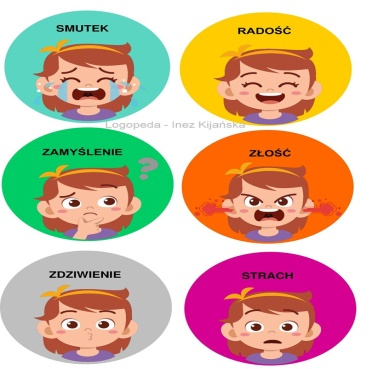 SMUTEK
RADOŚĆ
Logopeda - Inez Kijańska
ZAMYŚLENIE
?
ZŁOŚĆ
ZDZIWIENIE
STRACH